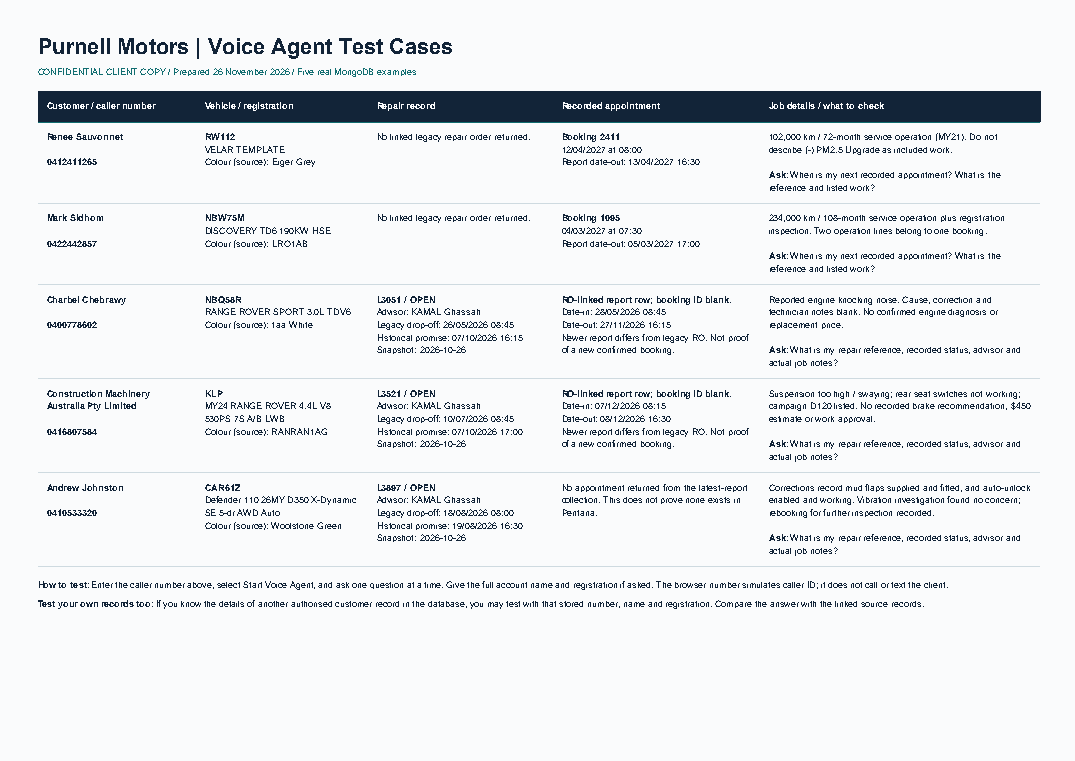 Purnell Motors | Voice Agent Test Cases
CONFIDENTIAL CLIENT COPY / Prepared 26 November 2026 / Five real MongoDB examples
Customer / caller number
Vehicle / registration
Repair record
Recorded appointment
Job details / what to check
Renee Sauvonnet
0412411265
RW112
VELAR TEMPLATE
Colour (source): Eiger Grey
No linked legacy repair order returned.
Booking 2411
12/04/2027 at 08:00
Report date-out: 13/04/2027 16:30
102,000 km / 72-month service operation (MY21). Do not
describe (-) PM2.5 Upgrade as included work.
Ask: When is my next recorded appointment? What is the
reference and listed work?
Mark Sidhom
0422442857
NBW75M
DISCOVERY TD6 190KW HSE
Colour (source): LRO1AB
No linked legacy repair order returned.
Booking 1095
04/03/2027 at 07:30
Report date-out: 05/03/2027 17:00
234,000 km / 108-month service operation plus registration
inspection. Two operation lines belong to one booking.
Ask: When is my next recorded appointment? What is the
reference and listed work?
Charbel Chebrawy
0400778602
NBQ58R
RANGE ROVER SPORT 3.0L TDV6
Colour (source): 1aa White
L3051 / OPEN
Advisor: KAMAL Ghassah
Legacy drop-off: 26/05/2026 08:45
Historical promise: 07/10/2026 16:15
Snapshot: 2026-10-26
RO-linked report row; booking ID blank.
Date-in: 28/05/2026 08:45
Date-out: 27/11/2026 16:15
Newer report differs from legacy RO. Not proof
of a new confirmed booking.
Reported engine knocking noise. Cause, correction and
technician notes blank. No confirmed engine diagnosis or
replacement price.
Ask: What is my repair reference, recorded status, advisor and
actual job notes?
Construction Machinery
Australia Pty Limited
0416807584
KLP
MY24 RANGE ROVER 4.4L V8
530PS 7S A/B LWB
Colour (source): RANRAN1AG
L3521 / OPEN
Advisor: KAMAL Ghassah
Legacy drop-off: 10/07/2026 08:45
Historical promise: 07/10/2026 17:00
Snapshot: 2026-10-26
RO-linked report row; booking ID blank.
Date-in: 07/12/2026 08:15
Date-out: 08/12/2026 16:30
Newer report differs from legacy RO. Not proof
of a new confirmed booking.
Suspension too high / swaying; rear seat switches not working;
campaign D120 listed. No recorded brake recommendation, $450
estimate or work approval.
Ask: What is my repair reference, recorded status, advisor and
actual job notes?
Andrew Johnston
0410533320
CAR61Z
Defender 110 26MY D350 X-Dynamic
SE 5-dr AWD Auto
Colour (source): Woolstone Green
L3897 / OPEN
Advisor: KAMAL Ghassah
Legacy drop-off: 18/08/2026 08:00
Historical promise: 19/08/2026 16:30
Snapshot: 2026-10-26
No appointment returned from the latest-report
collection. This does not prove none exists in
Pentana.
Corrections record mud flaps supplied and fitted, and auto-unlock
enabled and working. Vibration investigation found no concern;
rebooking for further inspection recorded.
Ask: What is my repair reference, recorded status, advisor and
actual job notes?
How to test: Enter the caller number above, select Start Voice Agent, and ask one question at a time. Give the full account name and registration if asked. The browser number simulates caller ID; it does not call or text the client.
Test your own records too: If you know the details of another authorised customer record in the database, you may test with that stored number, name and registration. Compare the answer with the linked source records.